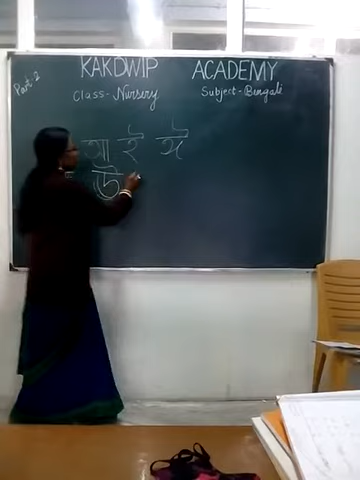 Part-2
KAKDWIP ACADEMY
Class- Nursery Subject- Bengali
আ ই ঈ
উ